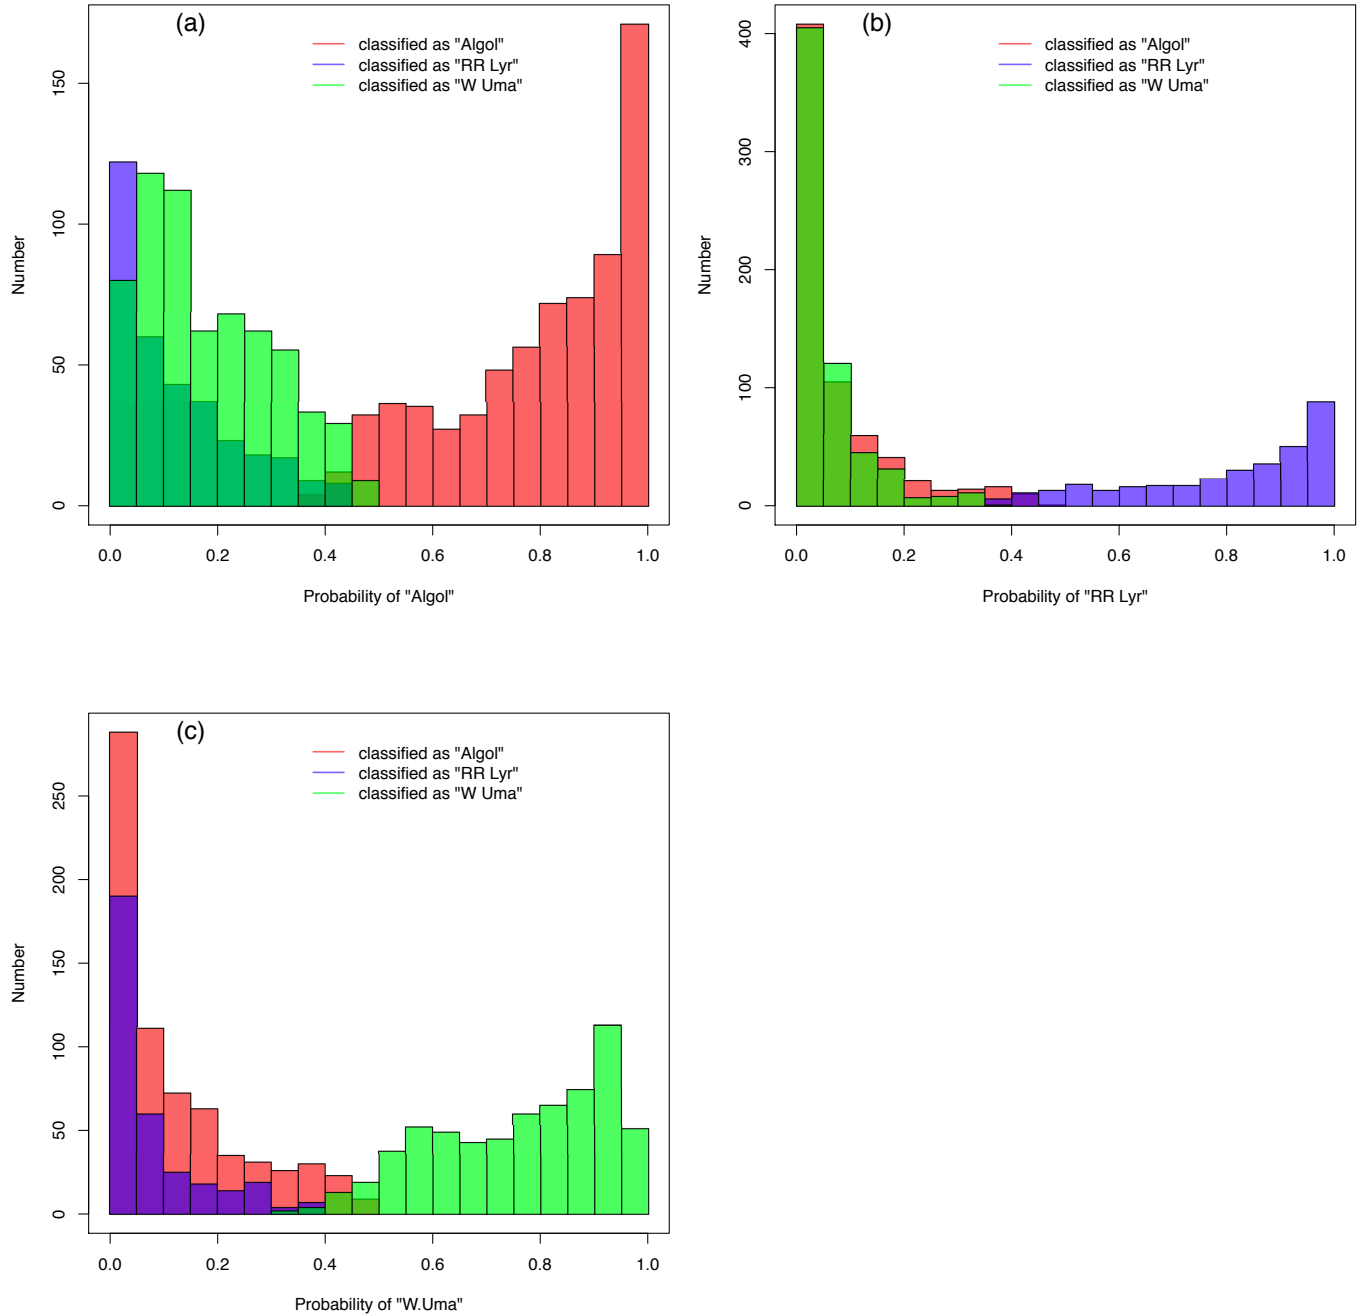 (a)
classified as "Algol"
classified as "RR Lyr"
classified as "W Uma"
Number
0
50
100
150
0.0 0.2 0.4 0.6 0.8 1.0
Probability of "Algol"
(b)
classified as "Algol"
classified as "RR Lyr"
classified as "W Uma"
Number
0
100
200
300
400
0.0 0.2 0.4 0.6 0.8 1.0
Probability of "RR Lyr"
(c)
classified as "Algol"
classified as "RR Lyr"
classified as "W Uma"
Number
0
50
100
150
200
250
0.0 0.2 0.4 0.6 0.8 1.0
Probability of "W.Uma"